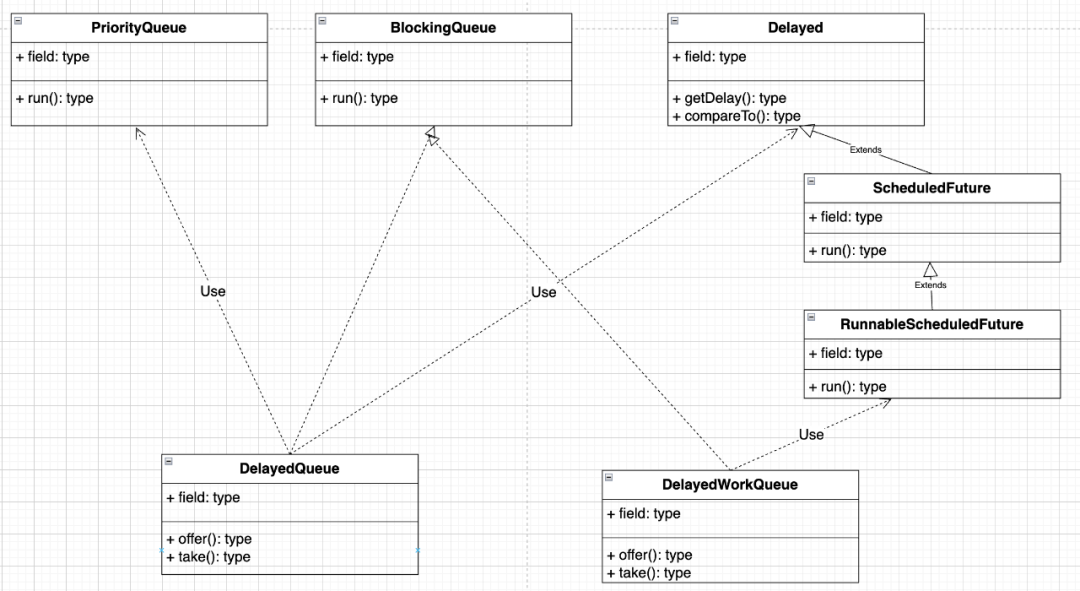 PriorityQueue
+ field: type
+ run(): type
BlockingQueue
+ field: type
+ run(): type
Delayed
+ field: type
+ getDelay(): type
+ compareTo(): type
Extends
ScheduledFuture
+ field: type
+ run(): type
Extends
Use
Use
RunnableScheduledFuture
+ field: type
+ run(): type
Use
DelayedQueue
+ field: type
+ offer(): type
+ take(): type
DelayedWorkQueue
+ field: type
+ offer(): type
+ take(): type